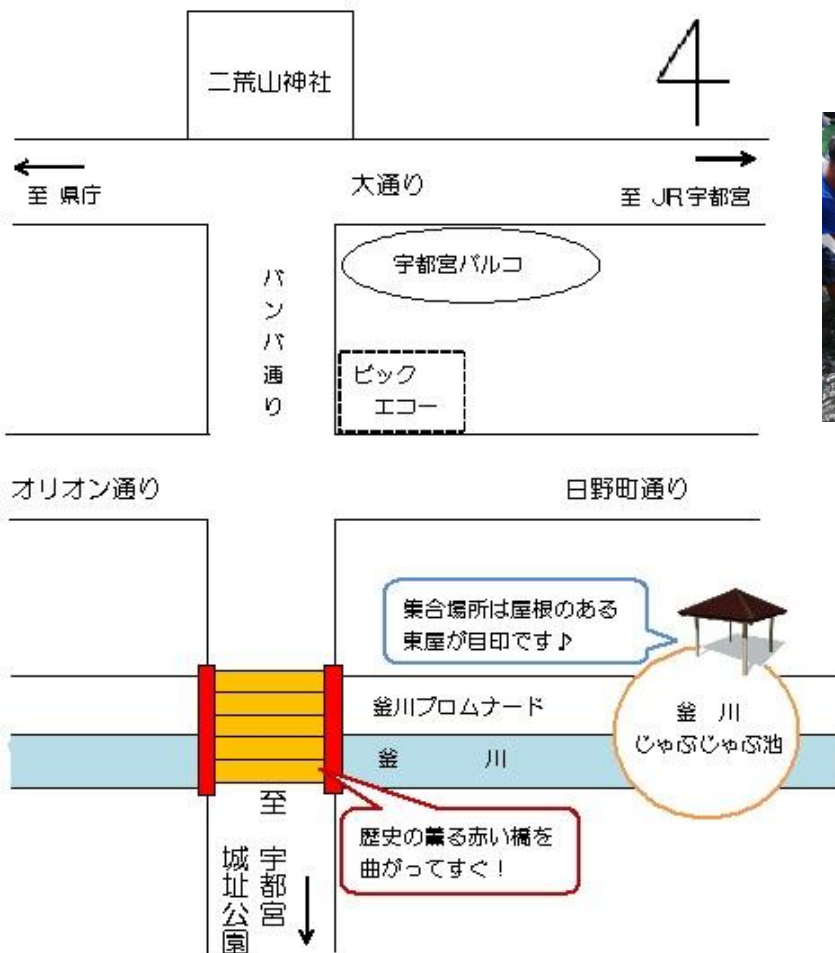 二荒山神社
至 県庁
大通り
至 JR宇都宮
バンバ通り
宇都宮パルコ
ビック
エコー
オリオン通り
日野町通り
集合場所は屋根のある
東屋が目印です♪
釜川プロムナード
釜 川
じゃぶじゃぶ池
釜 川
歴史の薫る赤い橋を
曲がってすぐ！
至 宇都宮
城址公園